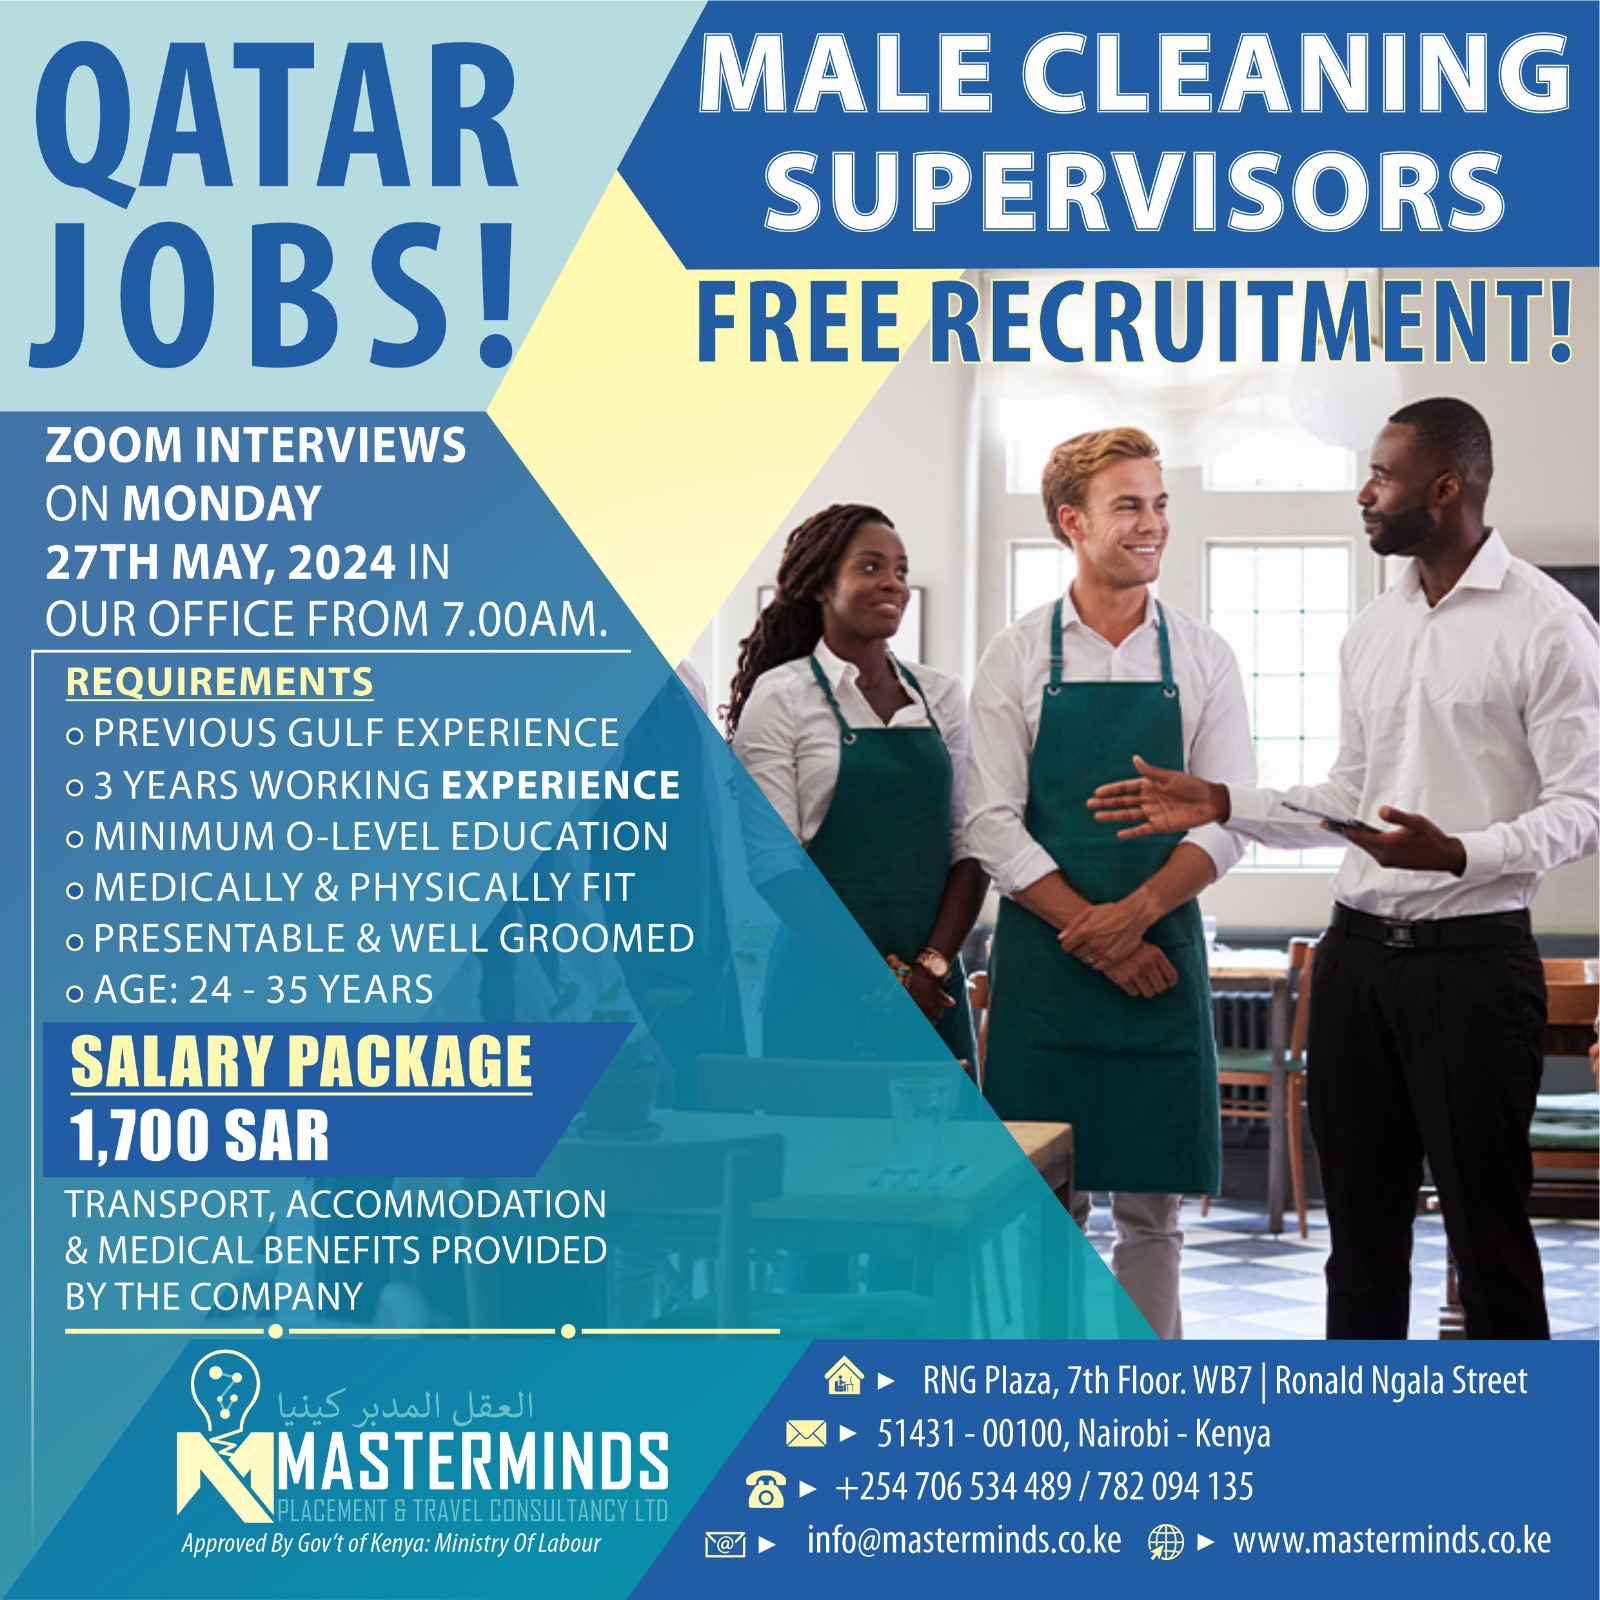 QATAR
JOBS!
MALE CLEANING
SUPERVISORS
FREE RECRUITMENT!
ZOOM INTERVIEWS
ON MONDAY
27TH MAY, 2024 IN
OUR OFFICE FROM 7.00AM.
REQUIREMENTS
PREVIOUS GULF EXPERIENCE
3 YEARS WORKING EXPERIENCE
MINIMUM O-LEVEL EDUCATION
MEDICALLY & PHYSICALLY FIT
PRESENTABLE & WELL GROOMED
AGE: 24 - 35 YEARS
SALARY PACKAGE
1,700 SAR
TRANSPORT, ACCOMMODATION
& MEDICAL BENEFITS PROVIDED
BY THE COMPANY
العقل المدبر كينيا
MASTERMINDS
PLACEMENT & TRAVEL CONSULTANCY LTD
Approved By Gov't of Kenya: Ministry Of Labour
RNG Plaza, 7th Floor. WB7 | Ronald Ngala Street
51431 - 00100, Nairobi - Kenya
+254 706 534 489 / 782 094 135
info@masterminds.co.ke
www.masterminds.co.ke